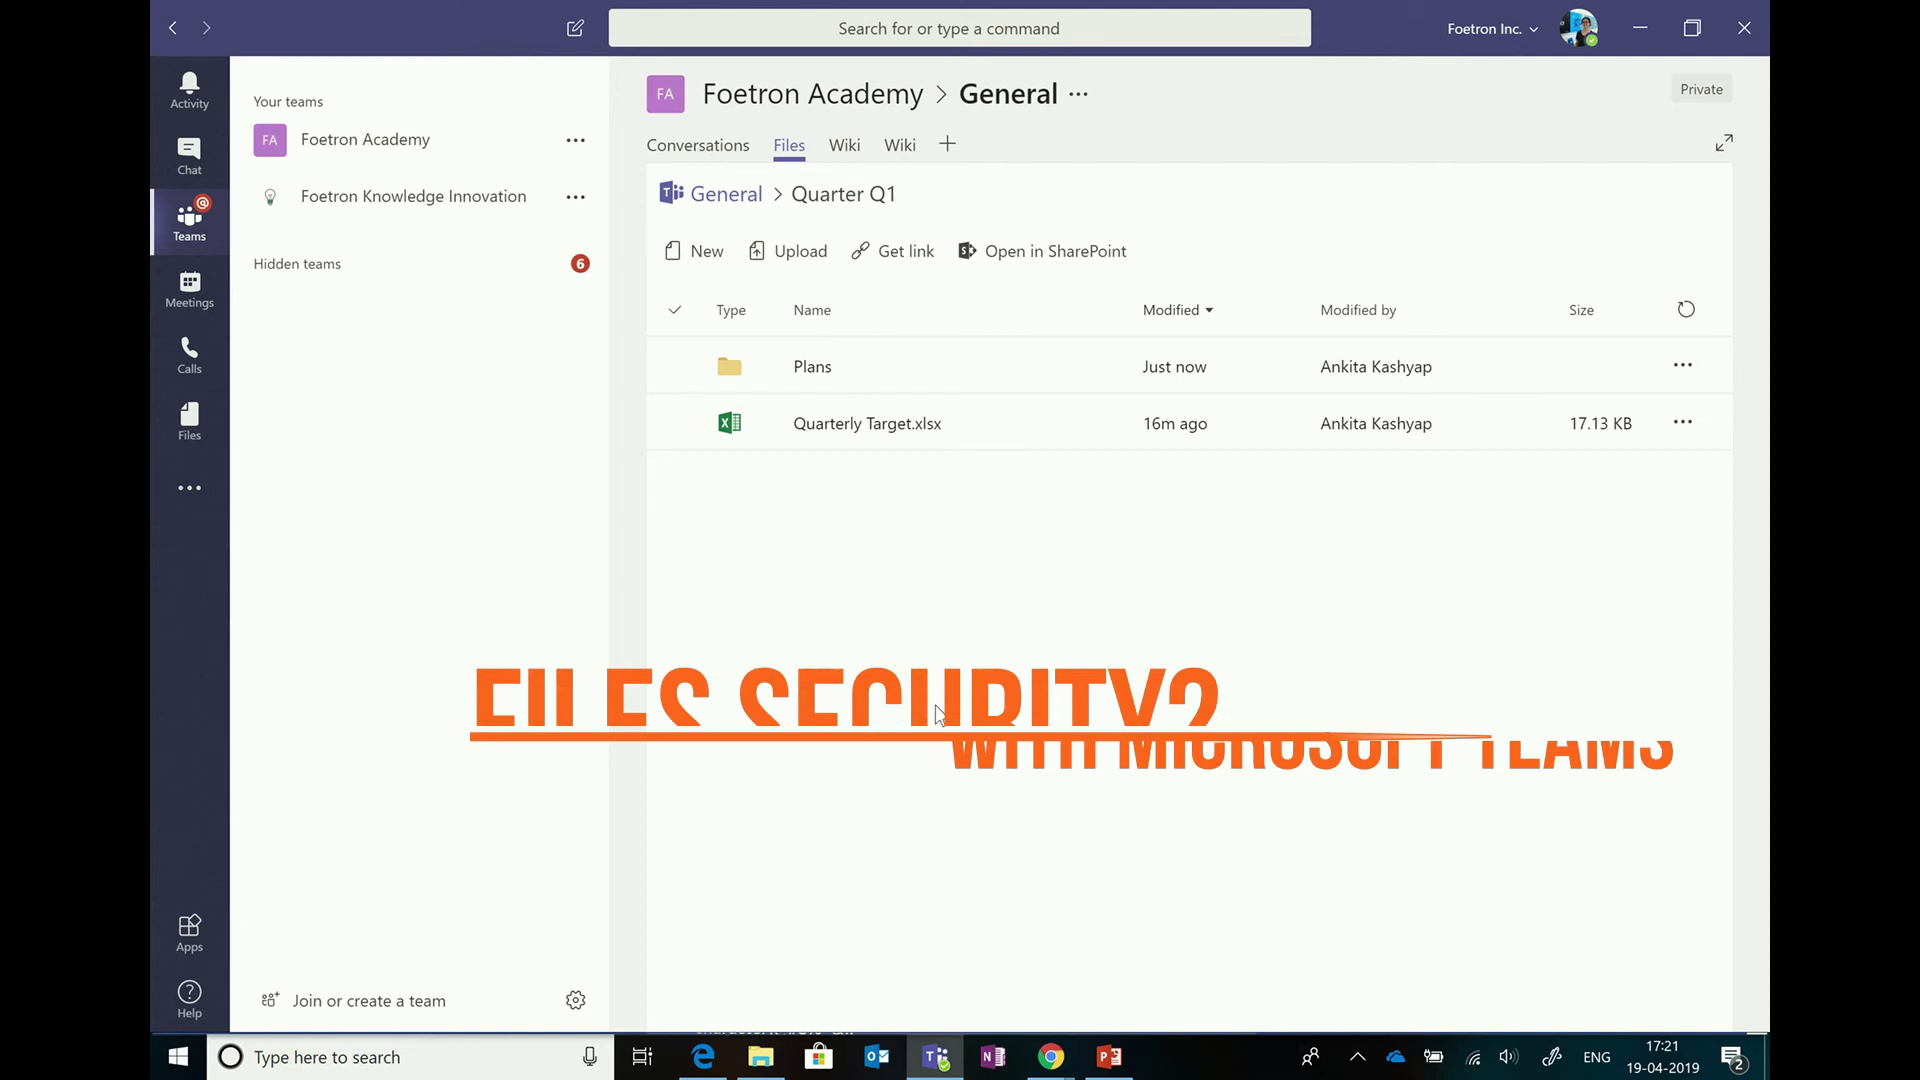 Search for or type a command
Foetron Inc.
Activity
Chat
@
Teams
Meetings
Calls
Files
Apps
Help
Your teams
FA Foetron Academy
Foetron Knowledge Innovation
Hidden teams 6
Join or create a team
FA Foetron Academy > General
Private
Conversations Files Wiki Wiki
General > Quarter Q1
New Upload Get link Open in SharePoint
Type Name Modified Modified by Size
Plans Just now Ankita Kashyap
Quarterly Target.xlsx 16m ago Ankita Kashyap 17.13 KB
FILES SECURITY?
WITH MICROSOFT TEAMS
Type here to search
ENG
17:21
19-04-2019
2